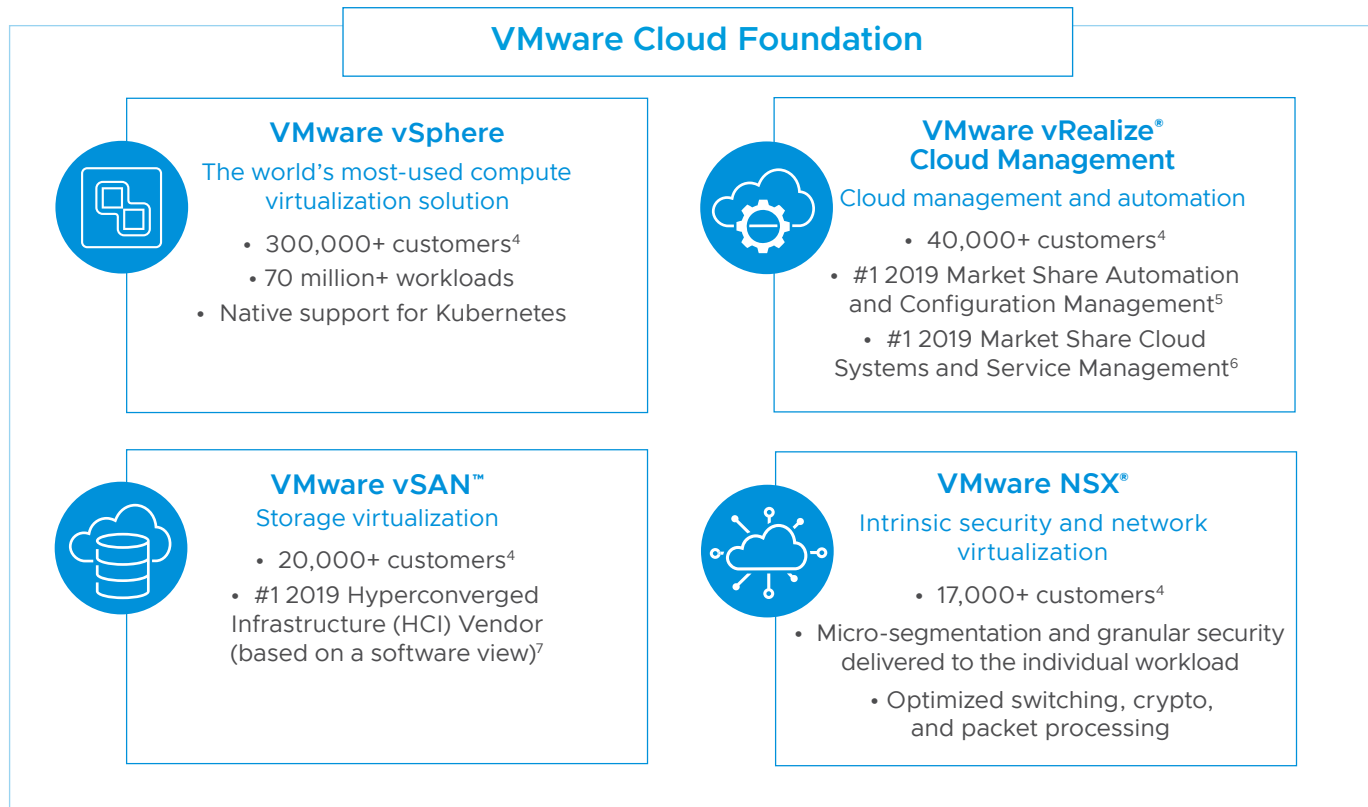 VMware Cloud Foundation
VMware vSphere
The world’s most-used compute
virtualization solution
• 300,000+ customers⁴
• 70 million+ workloads
• Native support for Kubernetes
VMware vRealize®
Cloud Management
Cloud management and automation
• 40,000+ customers⁴
• #1 2019 Market Share Automation
and Configuration Management⁵
• #1 2019 Market Share Cloud
Systems and Service Management⁶
VMware vSAN™
Storage virtualization
• 20,000+ customers⁴
• #1 2019 Hyperconverged
Infrastructure (HCI) Vendor
(based on a software view)⁷
VMware NSX®
Intrinsic security and network
virtualization
• 17,000+ customers⁴
• Micro-segmentation and granular security
delivered to the individual workload
• Optimized switching, crypto,
and packet processing